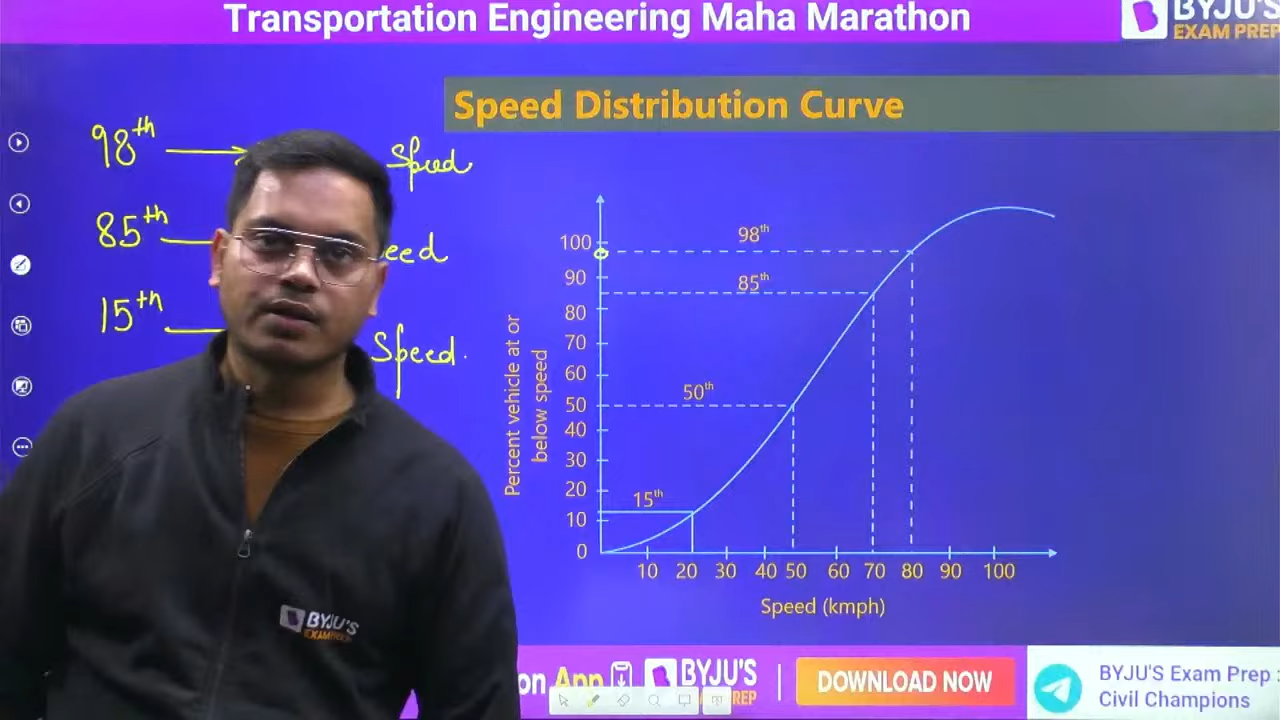 Transportation Engineering Maha Marathon
BYJU'S
EXAM PREP
Speed Distribution Curve
98th
Speed
85th
eed
15th
Speed.
Percent vehicle at or
below speed
100
90
80
70
60
50
40
30
20
10
0
98th
85th
50th
15th
10 20 30 40 50 60 70 80 90 100
Speed (kmph)
BYJU'S
EXAM PREP
on App
BYJU'S
PREP
DOWNLOAD NOW
BYJU'S Exam Prep :
Civil Champions